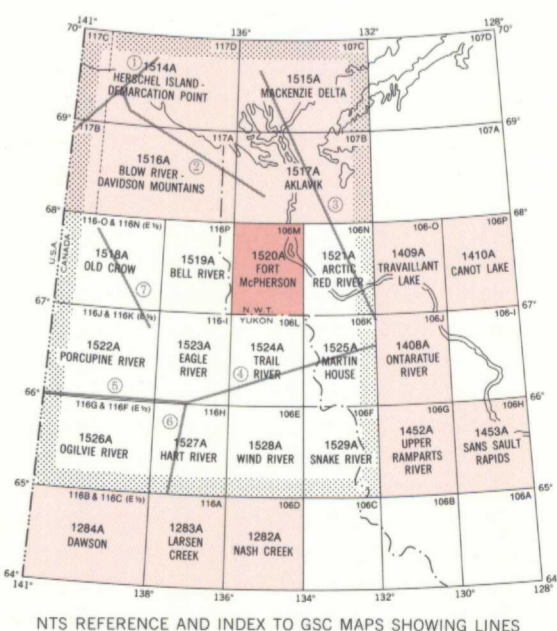 141° 136° 132° 128°
70° 117C 117D 107C 107D 70°
① 1514A
HERSCHEL ISLAND -
DEMARCATION POINT
1515A
MACKENZIE DELTA
69° 117B 117A 107B 107A 69°
1516A
BLOW RIVER -
DAVIDSON MOUNTAINS
②
1517A
AKLAVIK
③
68° 116-O & 116N (E ½) 116P 106M 106N 106-O 106P 68°
U.S.A.
CANADA
1518A
OLD CROW
⑦
1519A
BELL RIVER
1520A
FORT
McPHERSON
1521A
ARCTIC
RED RIVER
1409A
TRAVAILLANT
LAKE
1410A
CANOT LAKE
N.W.T.
YUKON
67° 116J & 116K (E ½) 116-I 106L 106K 106J 106-I 67°
1522A
PORCUPINE RIVER
⑤
1523A
EAGLE
RIVER
1524A
TRAIL
RIVER
④
1525A
MARTIN
HOUSE
1408A
ONTARATUE
RIVER
66° 116G & 116F (E ½) 116H 106E 106F 106G 106H 66°
⑥
1526A
OGILVIE RIVER
1527A
HART RIVER
1528A
WIND RIVER
1529A
SNAKE RIVER
1452A
UPPER
RAMPARTS
RIVER
1453A
SANS SAULT
RAPIDS
65° 116B & 116C (E ½) 116A 106D 106C 106B 106A 65°
1284A
DAWSON
1283A
LARSEN
CREEK
1282A
NASH CREEK
64° 64°
141° 138° 136° 134° 132° 130° 128°
NTS REFERENCE AND INDEX TO GSC MAPS SHOWING LINES